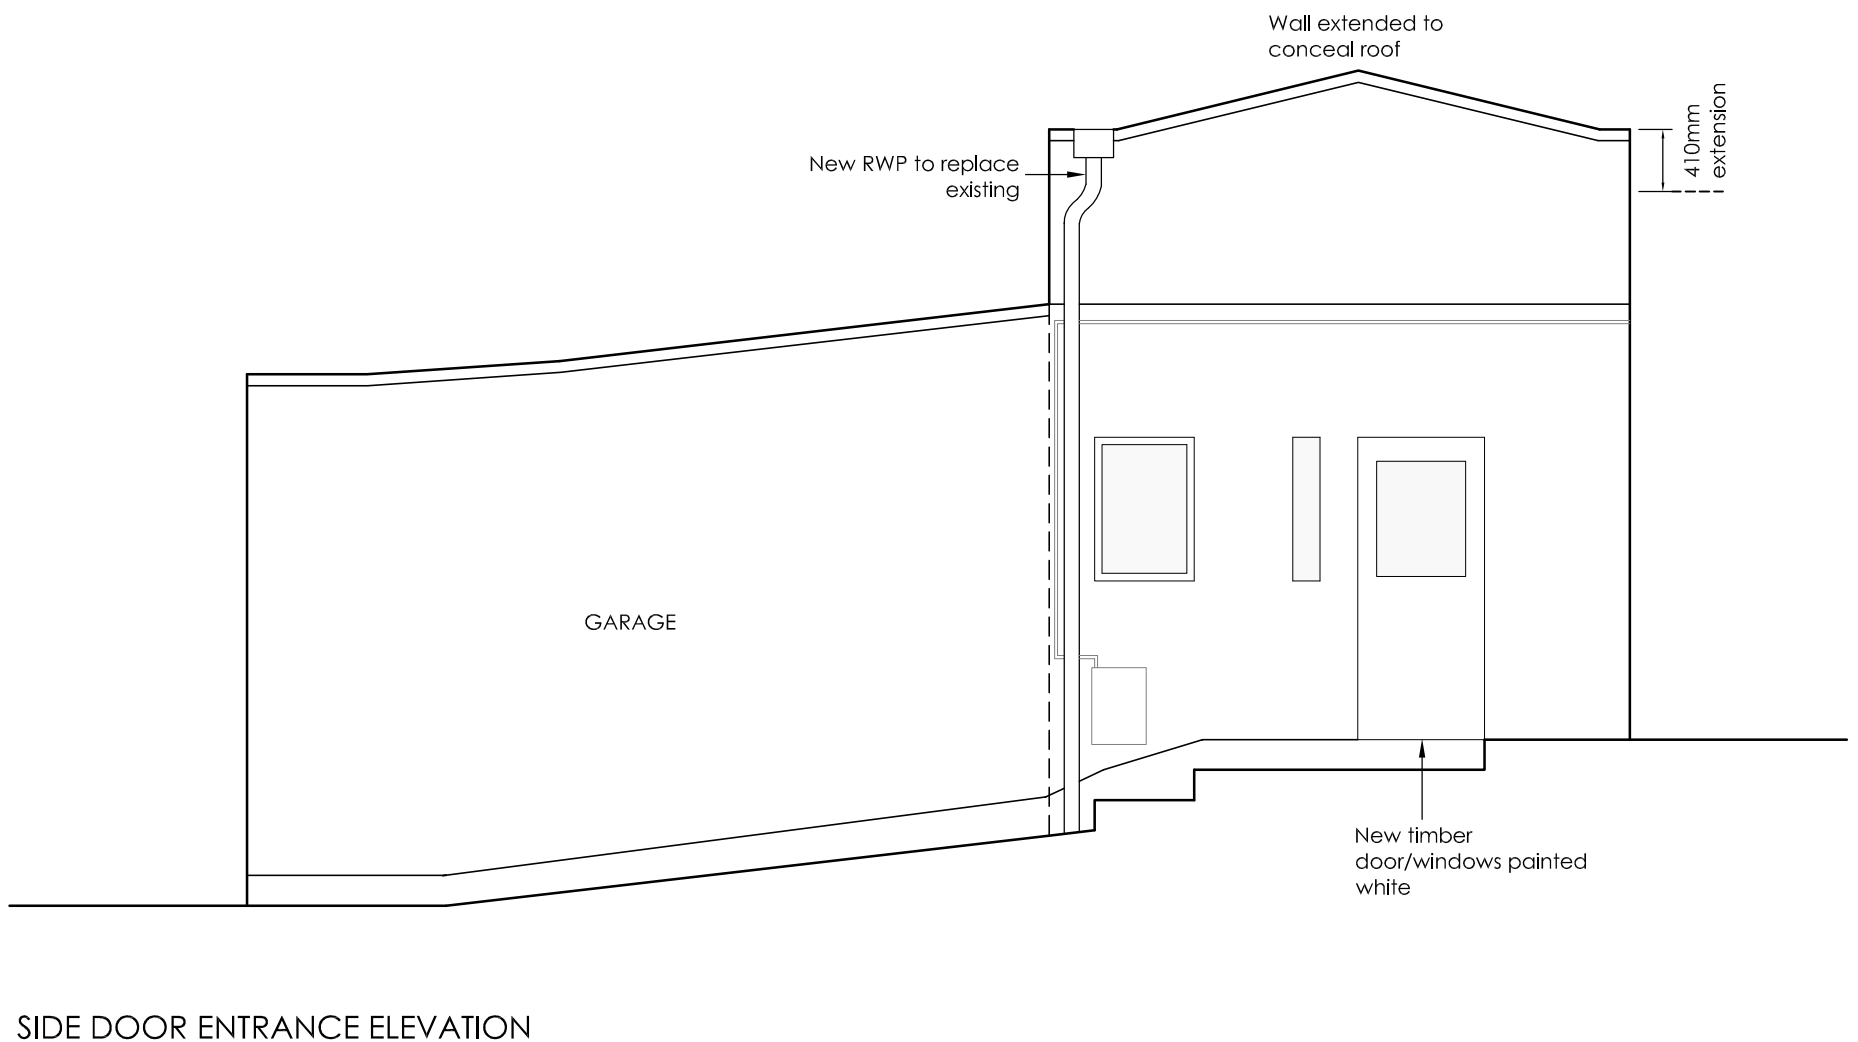 Wall extended to
conceal roof
410mm
extension
New RWP to replace
existing
GARAGE
New timber
door/windows painted
white
SIDE DOOR ENTRANCE ELEVATION